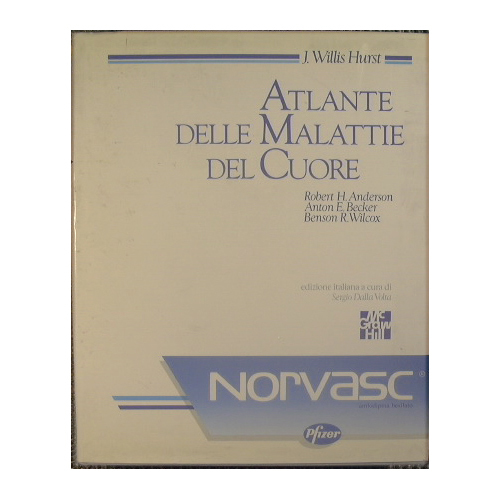 J. Willis Hurst
ATLANTE
DELLE MALATTIE
DEL CUORE
Robert H. Anderson
Anton E. Becker
Benson R. Wilcox
edizione italiana a cura di
Sergio Dalla Volta
Mc
Graw
Hill
NORVASC ®
Pfizer